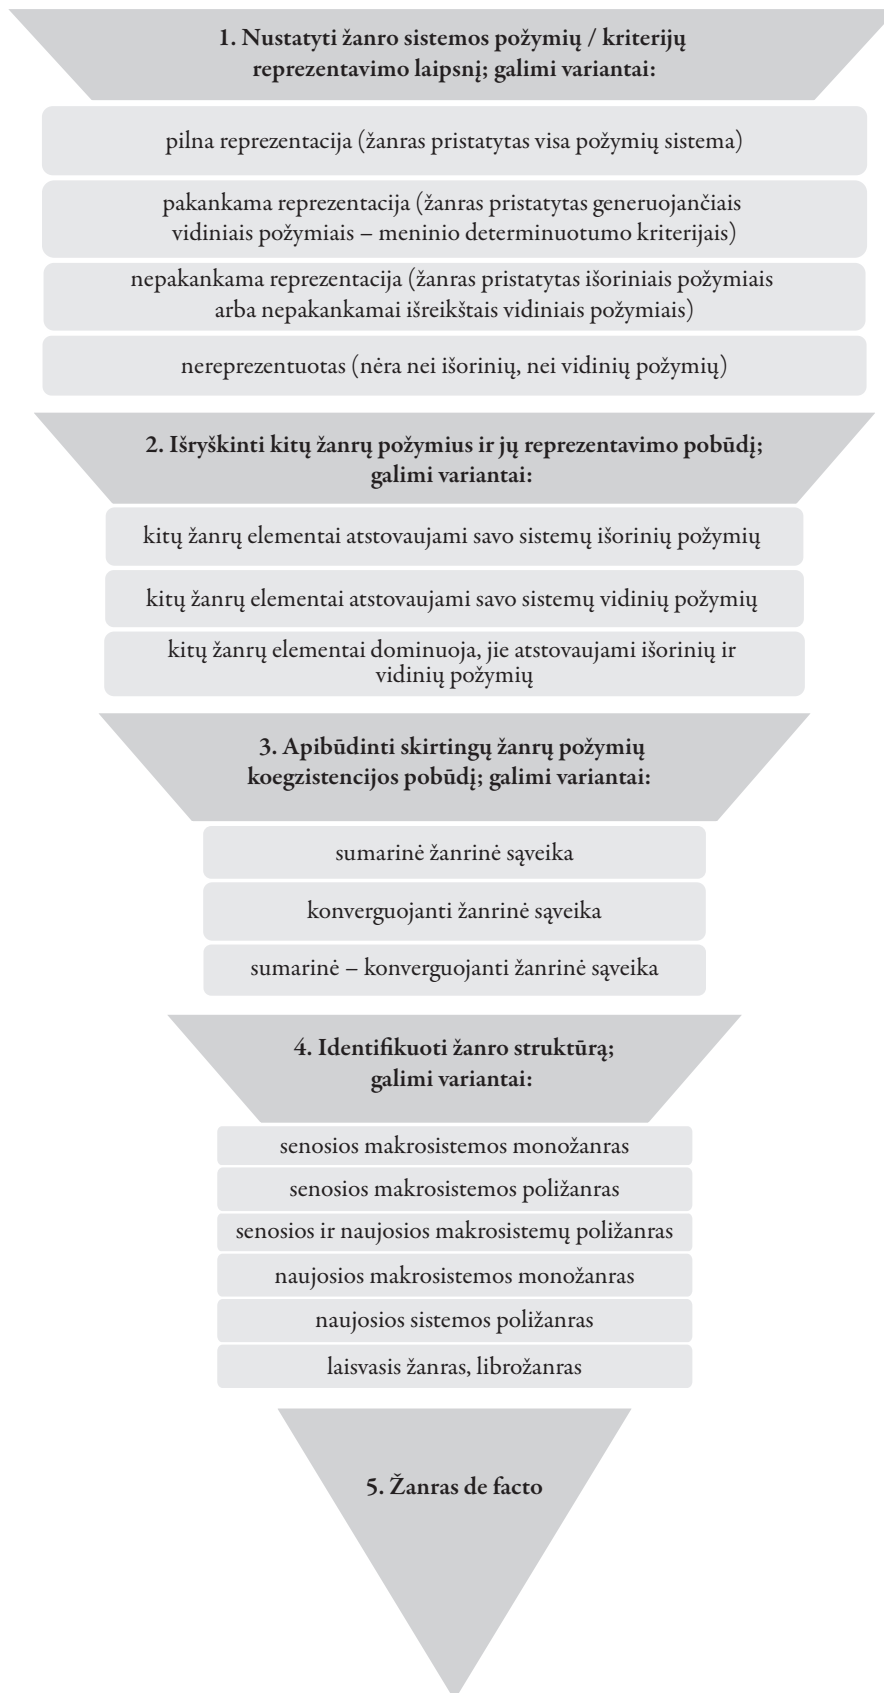 1. Nustatyti žanro sistemos požymių / kriterijų
reprezentavimo laipsnį; galimi variantai:
pilna reprezentacija (žanras pristatytas visa požymių sistema)
pakankama reprezentacija (žanras pristatytas generuojančiais
vidiniais požymiais – meninio determinuotumo kriterijais)
nepakankama reprezentacija (žanras pristatytas išoriniais požymiais
arba nepakankamai išreikštais vidiniais požymiais)
nereprezentuotas (nėra nei išorinių, nei vidinių požymių)
2. Išryškinti kitų žanrų požymius ir jų reprezentavimo pobūdį;
galimi variantai:
kitų žanrų elementai atstovaujami savo sistemų išorinių požymių
kitų žanrų elementai atstovaujami savo sistemų vidinių požymių
kitų žanrų elementai dominuoja, jie atstovaujami išorinių ir
vidinių požymių
3. Apibūdinti skirtingų žanrų požymių
koegzistencijos pobūdį; galimi variantai:
sumarinė žanrinė sąveika
konverguojanti žanrinė sąveika
sumarinė – konverguojanti žanrinė sąveika
4. Identifikuoti žanro struktūrą;
galimi variantai:
senosios makrosistemos monožanras
senosios makrosistemos poližanras
senosios ir naujosios makrosistemų poližanras
naujosios makrosistemos monožanras
naujosios sistemos poližanras
laisvasis žanras, librožanras
5. Žanras de facto